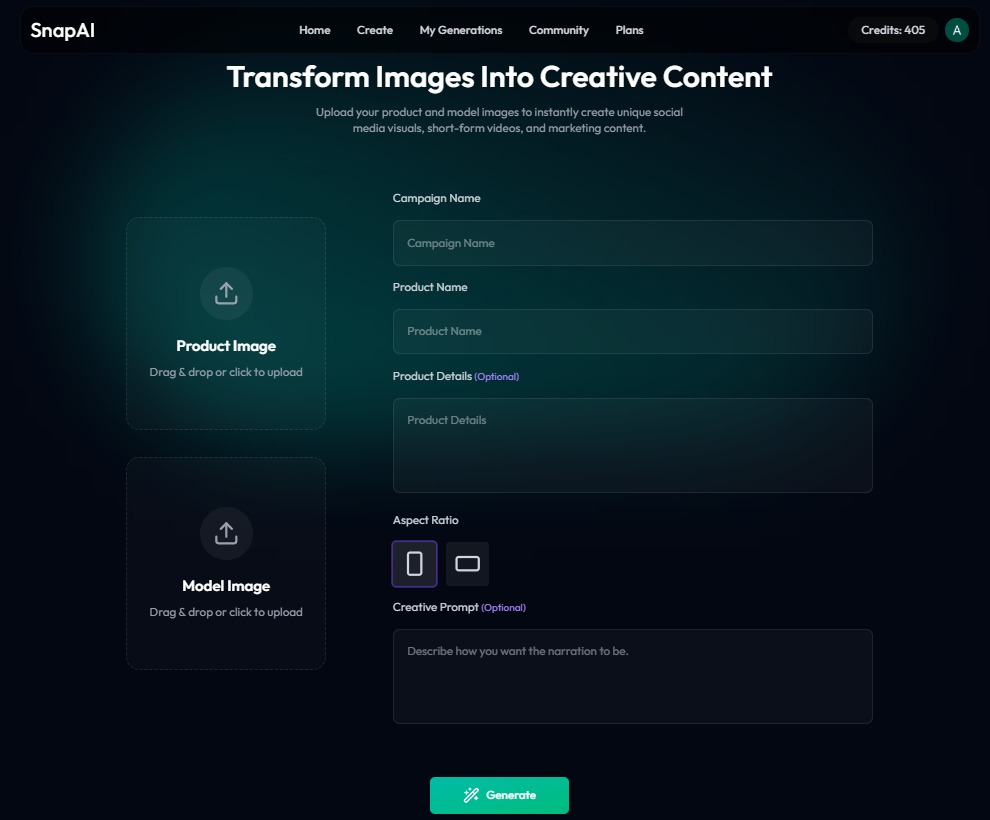 SnapAI
Home
Create
My Generations
Community
Plans
Credits: 405
A
Transform Images Into Creative Content
Upload your product and model images to instantly create unique social
media visuals, short-form videos, and marketing content.
Product Image
Drag & drop or click to upload
Model Image
Drag & drop or click to upload
Campaign Name
Campaign Name
Product Name
Product Name
Product Details (Optional)
Product Details
Aspect Ratio
Creative Prompt (Optional)
Describe how you want the narration to be.
Generate